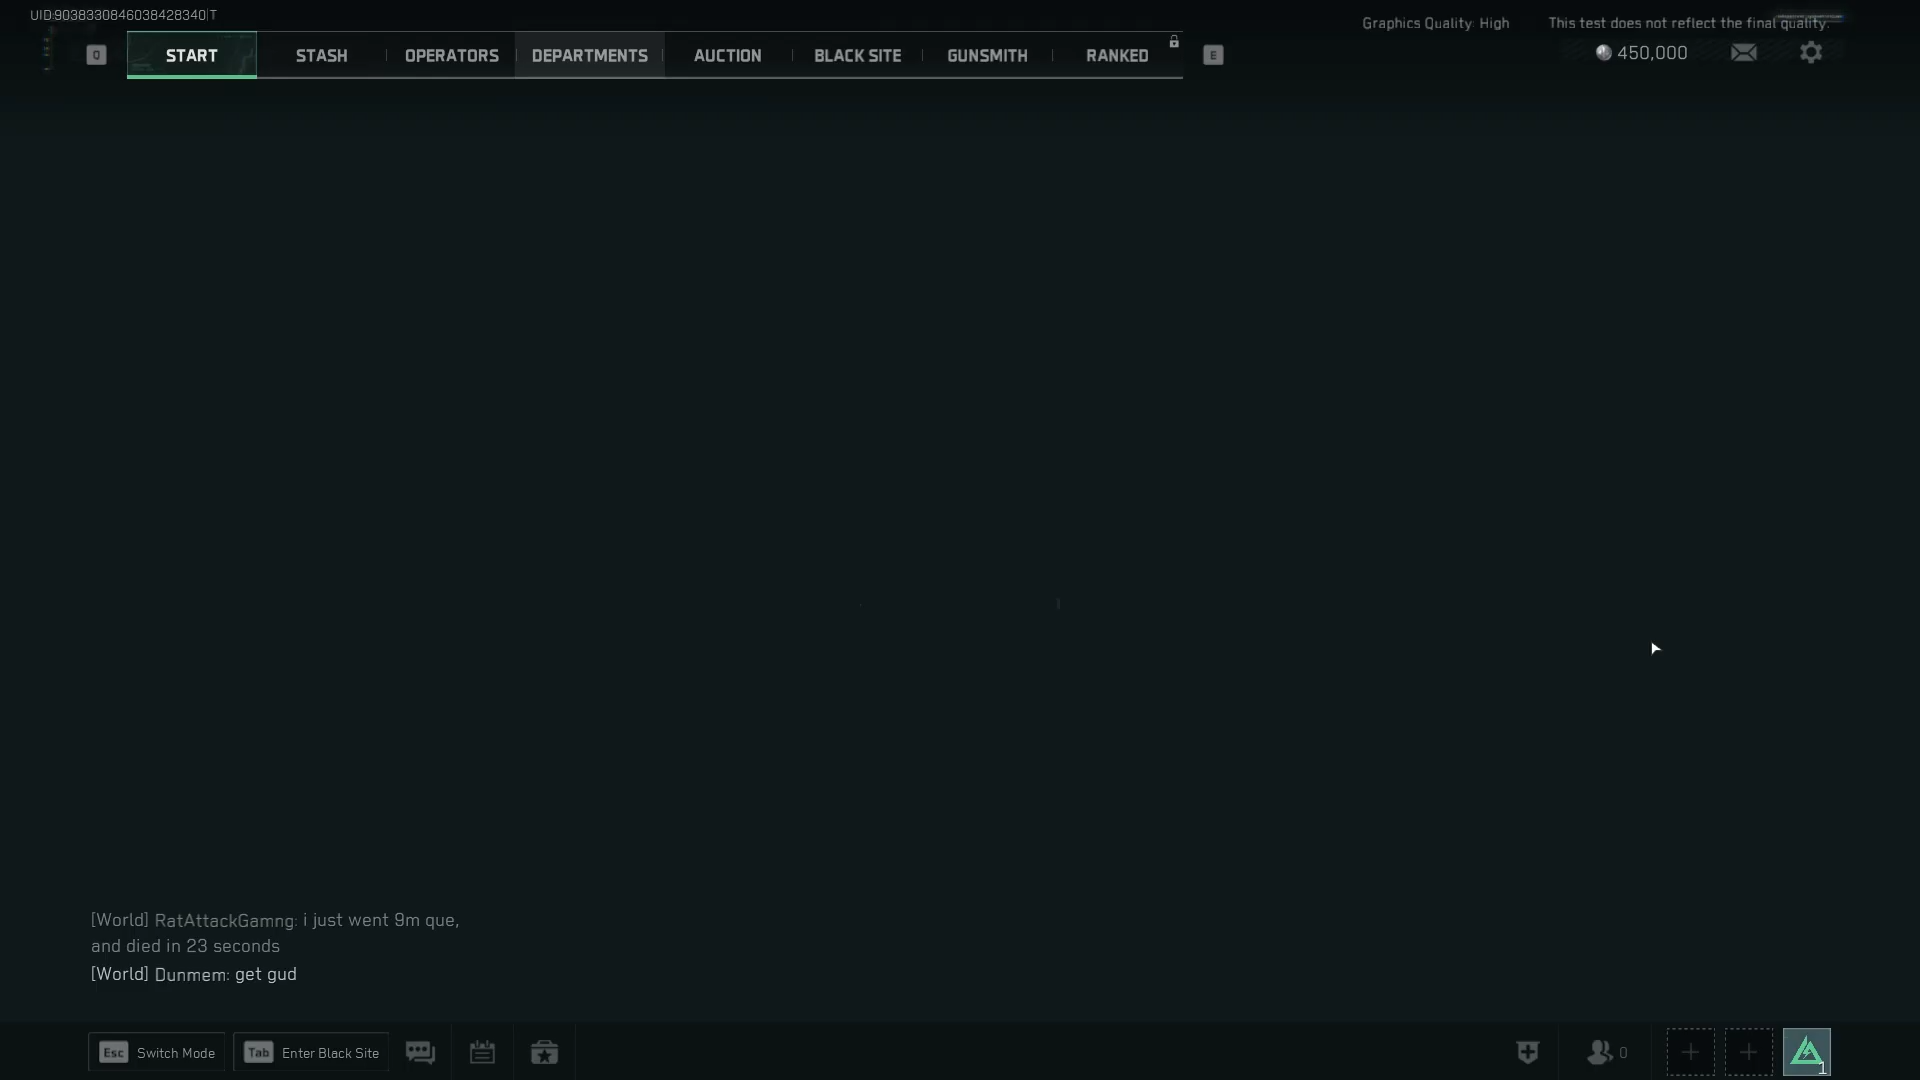 UID:9038330846038428340|T
Graphics Quality: High
This test does not reflect the final quality.
Q
START
STASH
OPERATORS
DEPARTMENTS
AUCTION
BLACK SITE
GUNSMITH
RANKED
E
450,000
[World] RatAttackGamng: i just went 9m que,
and died in 23 seconds
[World] Dunmem: get gud
Esc Switch Mode
Tab Enter Black Site
0
1